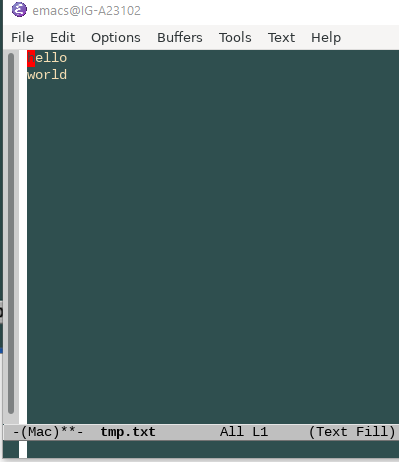 emacs@IG-A23102
File Edit Options Buffers Tools Text Help
ello
world
-(Mac)**- tmp.txt All L1 (Text Fill)